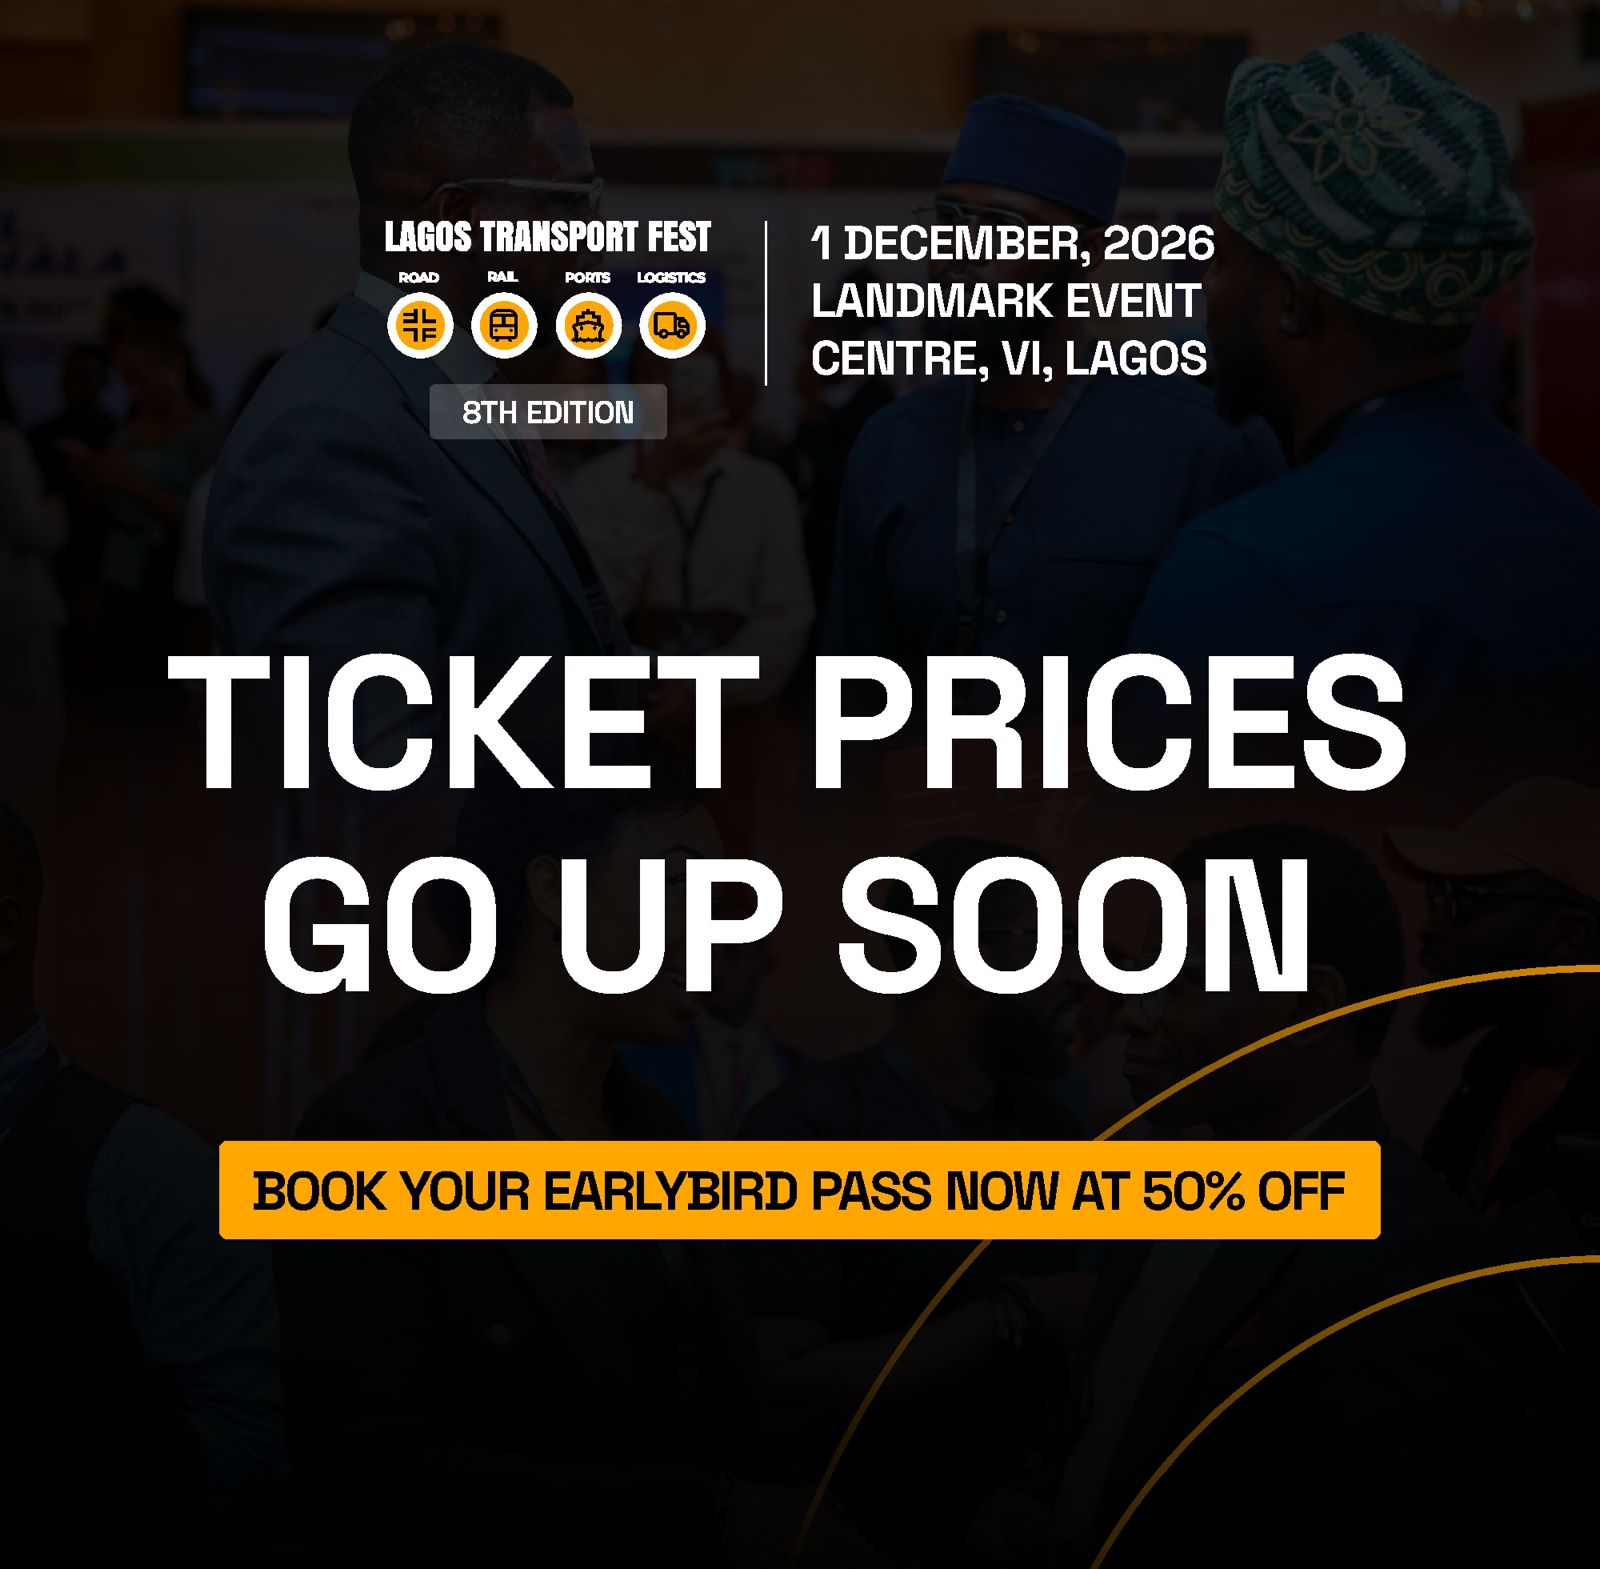 LAGOS TRANSPORT FEST
ROAD RAIL PORTS LOGISTICS
8TH EDITION
1 DECEMBER, 2026
LANDMARK EVENT
CENTRE, VI, LAGOS
TICKET PRICES
GO UP SOON
BOOK YOUR EARLYBIRD PASS NOW AT 50% OFF